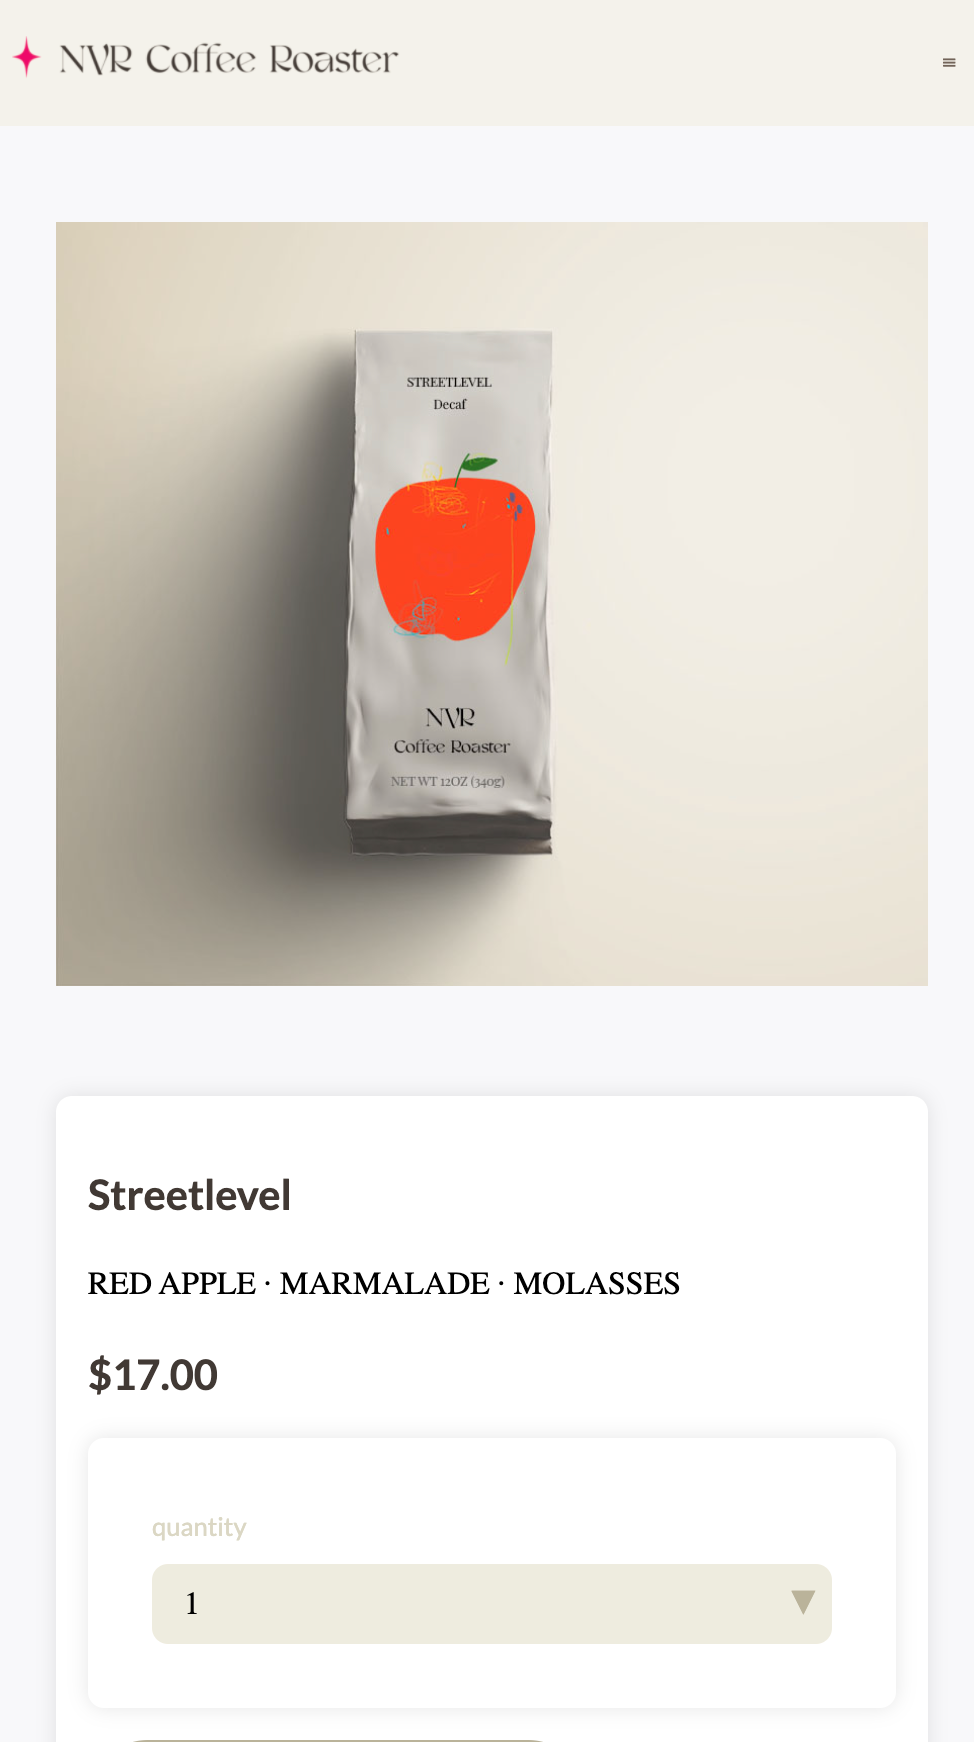 NVR Coffee Roaster
STREETLEVEL
Decaf
NVR
Coffee Roaster
NET WT 12OZ (340g)
Streetlevel
RED APPLE · MARMALADE · MOLASSES
$17.00
quantity
1